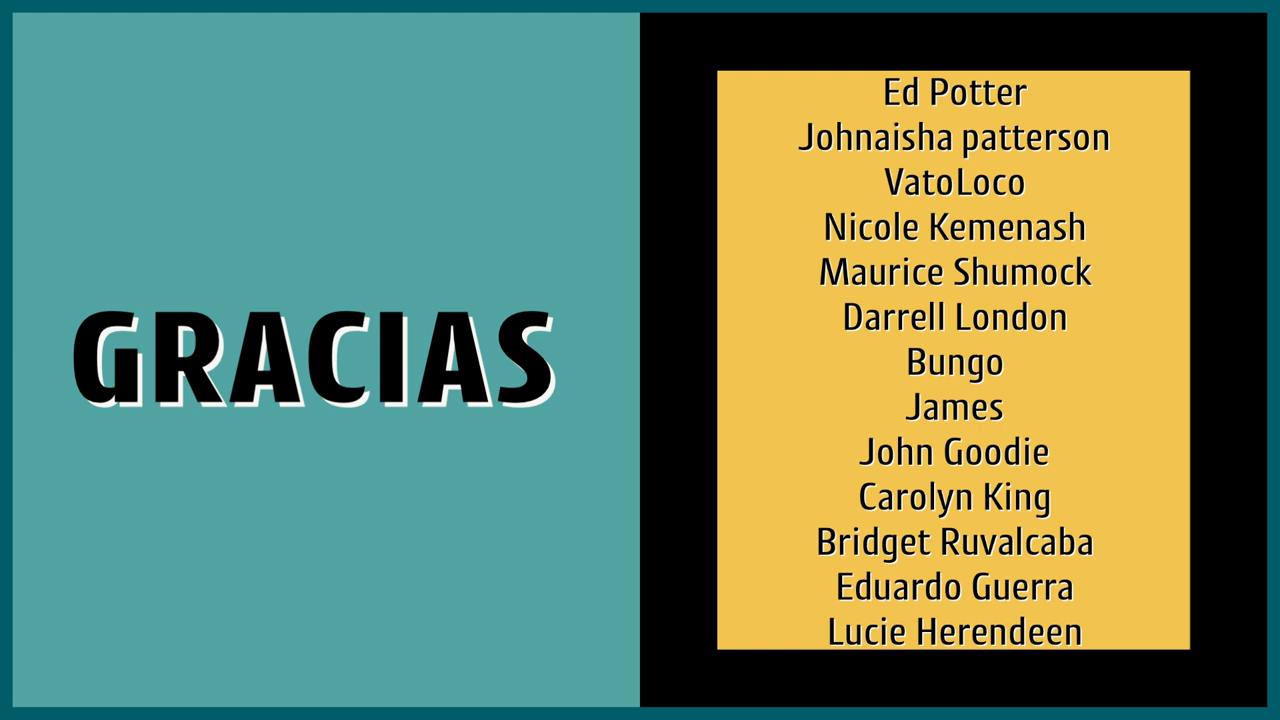 GRACIAS
Ed Potter
Johnaisha patterson
VatoLoco
Nicole Kemenash
Maurice Shumock
Darrell London
Bungo
James
John Goodie
Carolyn King
Bridget Ruvalcaba
Eduardo Guerra
Lucie Herendeen